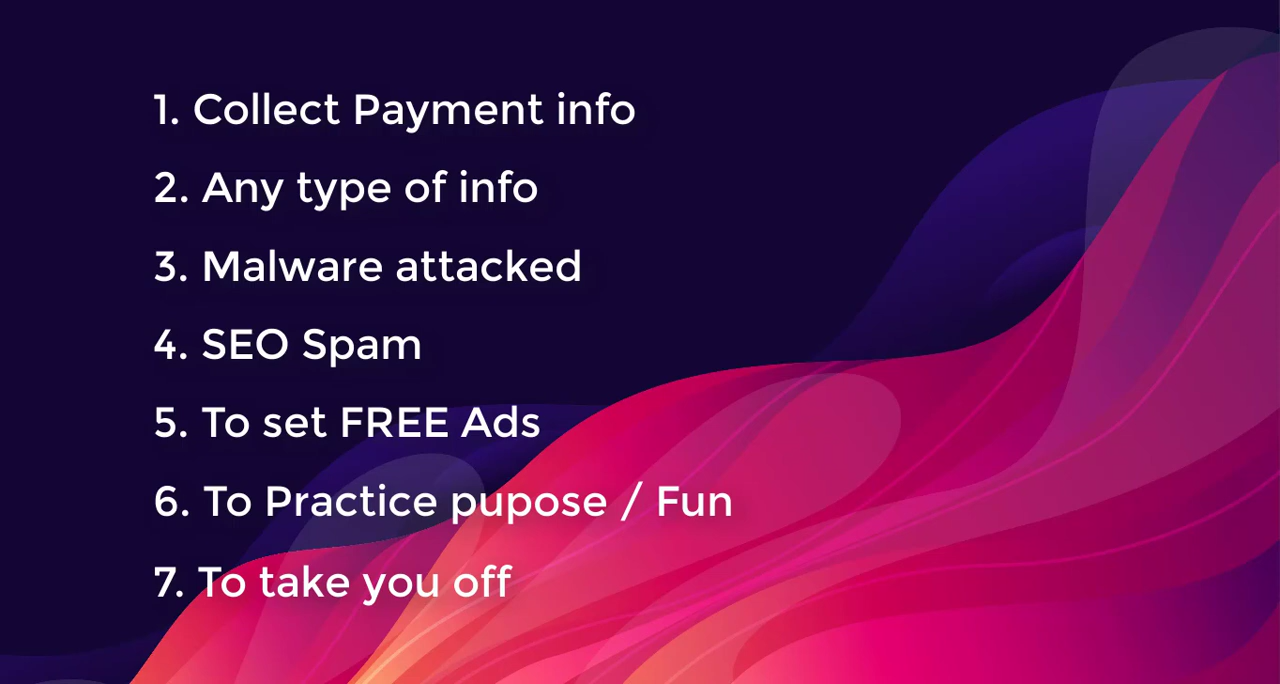 1. Collect Payment info
2. Any type of info
3. Malware attacked
4. SEO Spam
5. To set FREE Ads
6. To Practice pupose / Fun
7. To take you off